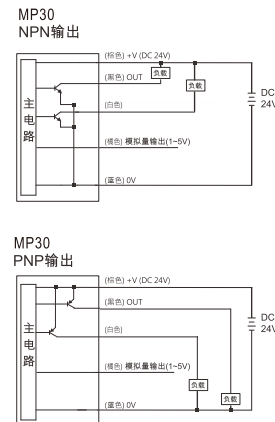 MP30
NPN输出
(棕色) +V (DC 24V)
(黑色) OUT
负载
负载
(白色)
主电路
DC
24V
(橘色) 模拟量输出(1~5V)
(蓝色) 0V
MP30
PNP输出
(棕色) +V (DC 24V)
(黑色) OUT
(白色)
主电路
DC
24V
(橘色) 模拟量输出(1~5V)
负载
负载
(蓝色) 0V